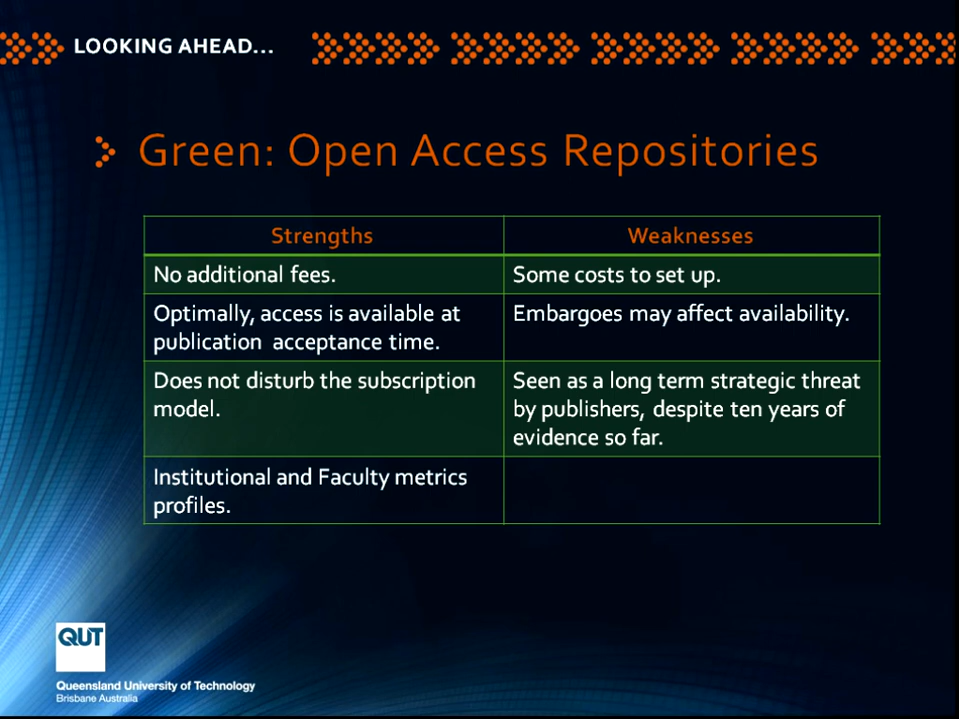 LOOKING AHEAD...
Green: Open Access Repositories
Strengths
Weaknesses
No additional fees.
Some costs to set up.
Optimally, access is available at
publication acceptance time.
Embargoes may affect availability.
Does not disturb the subscription
model.
Seen as a long term strategic threat
by publishers, despite ten years of
evidence so far.
Institutional and Faculty metrics
profiles.
QUT
Queensland University of Technology
Brisbane Australia